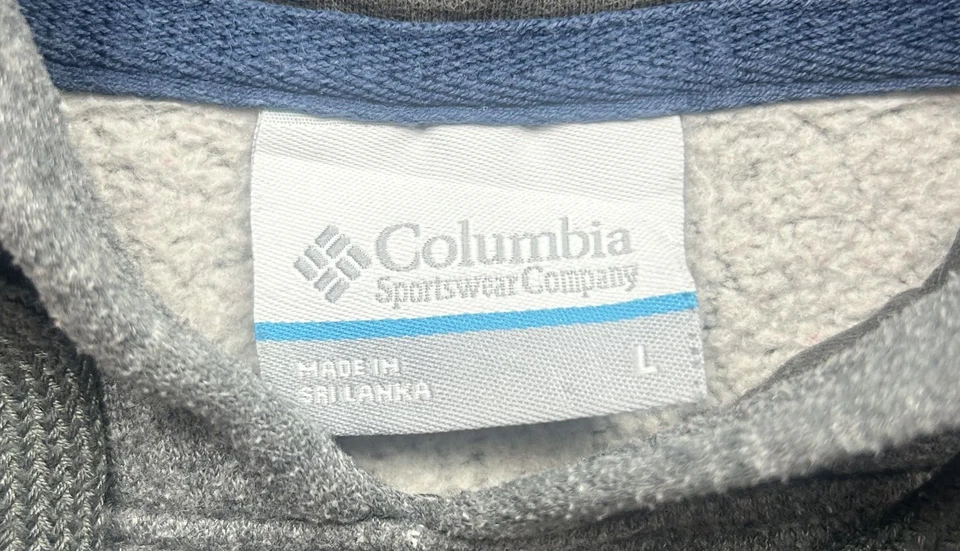 Columbia
Sportswear Company
MADE IN
SRI LANKA
L